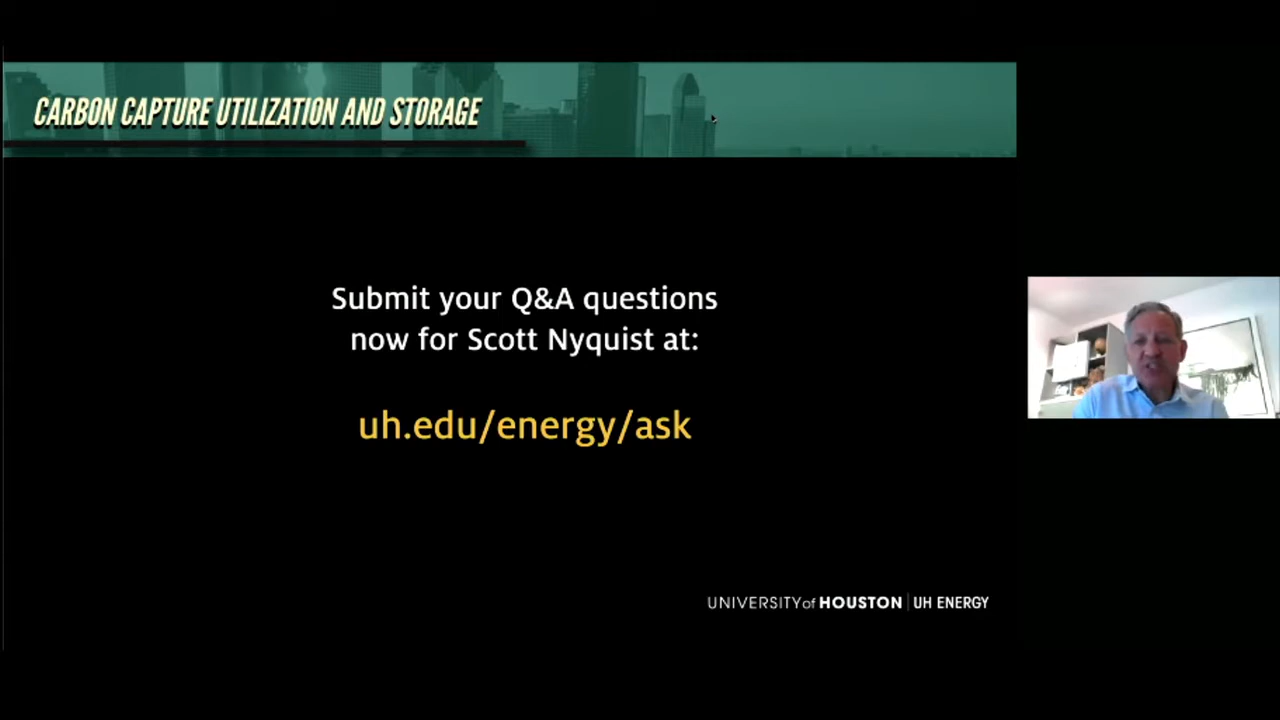 CARBON CAPTURE UTILIZATION AND STORAGE
Submit your Q&A questions
now for Scott Nyquist at:
uh.edu/energy/ask
UNIVERSITY of HOUSTON | UH ENERGY